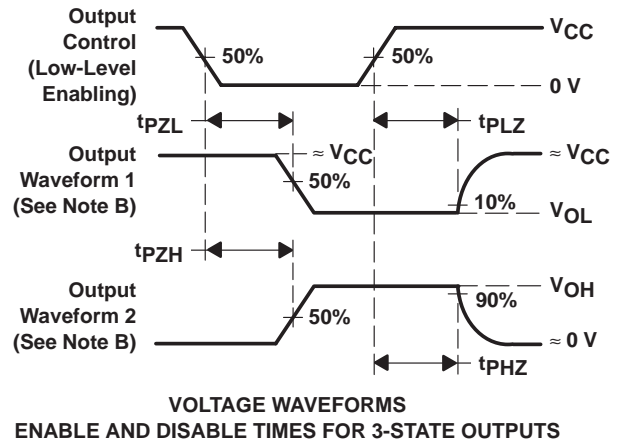 Output
Control
(Low-Level
Enabling)
50%
50%
VCC
0 V
tPZL
tPLZ
Output
Waveform 1
(See Note B)
≈ VCC
50%
10%
≈ VCC
VOL
tPZH
Output
Waveform 2
(See Note B)
50%
90%
VOH
≈ 0 V
tPHZ
VOLTAGE WAVEFORMS
ENABLE AND DISABLE TIMES FOR 3-STATE OUTPUTS